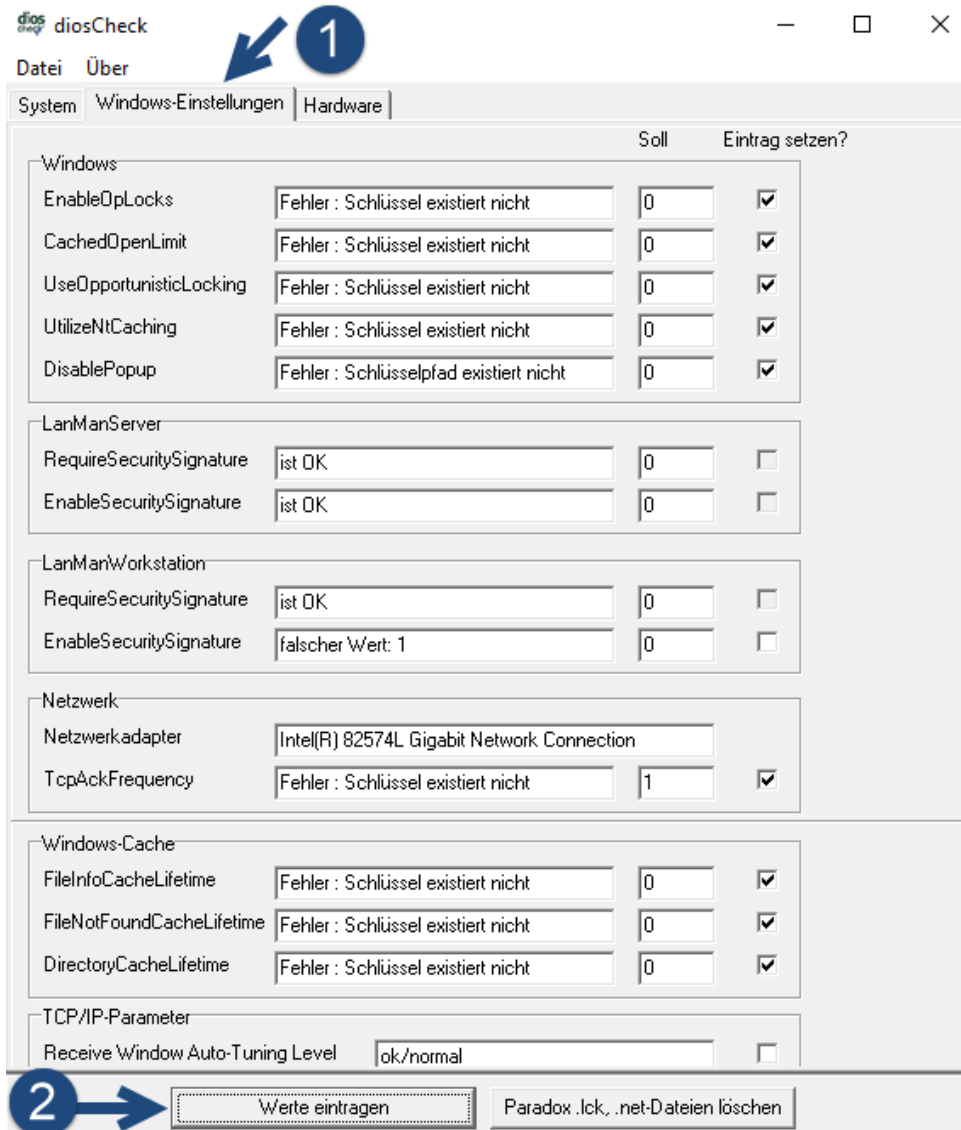 dios check diosCheck
1
Datei Über
System Windows-Einstellungen Hardware
Soll Eintrag setzen?
Windows
EnableOpLocks Fehler : Schlüssel existiert nicht 0
CachedOpenLimit Fehler : Schlüssel existiert nicht 0
UseOpportunisticLocking Fehler : Schlüssel existiert nicht 0
UtilizeNtCaching Fehler : Schlüssel existiert nicht 0
DisablePopup Fehler : Schlüsselpfad existiert nicht 0
LanManServer
RequireSecuritySignature ist OK 0
EnableSecuritySignature ist OK 0
LanManWorkstation
RequireSecuritySignature ist OK 0
EnableSecuritySignature falscher Wert: 1 0
Netzwerk
Netzwerkadapter Intel(R) 82574L Gigabit Network Connection
TcpAckFrequency Fehler : Schlüssel existiert nicht 1
Windows-Cache
FileInfoCacheLifetime Fehler : Schlüssel existiert nicht 0
FileNotFoundCacheLifetime Fehler : Schlüssel existiert nicht 0
DirectoryCacheLifetime Fehler : Schlüssel existiert nicht 0
TCP/IP-Parameter
Receive Window Auto-Tuning Level ok/normal
2 Werte eintragen Paradox .lck, .net-Dateien löschen